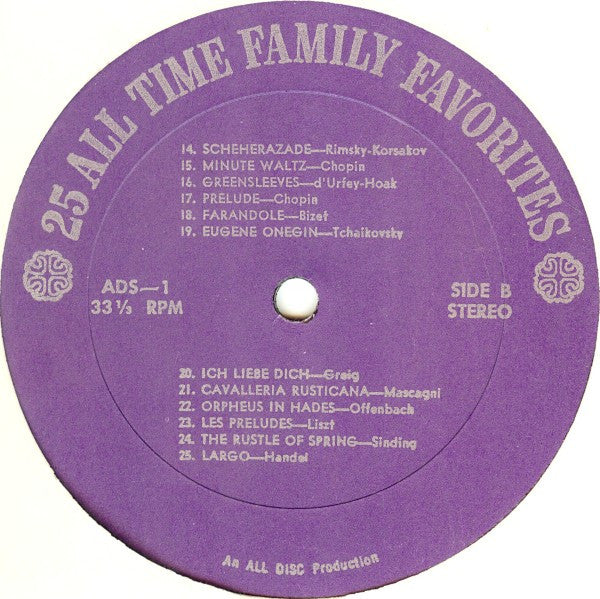 25 ALL TIME FAMILY FAVORITES
14. SCHEHERAZADE—Rimsky-Korsakov
15. MINUTE WALTZ—Chopin
16. GREENSLEEVES—d'Urfey-Hoak
17. PRELUDE—Chopin
18. FARANDOLE—Bizet
19. EUGENE ONEGIN—Tchaikovsky
ADS—1
33⅓ RPM
SIDE B
STEREO
20. ICH LIEBE DICH—Greig
21. CAVALLERIA RUSTICANA—Mascagni
22. ORPHEUS IN HADES—Offenbach
23. LES PRELUDES—Liszt
24. THE RUSTLE OF SPRING—Sinding
25. LARGO—Handel
An ALL DISC Production